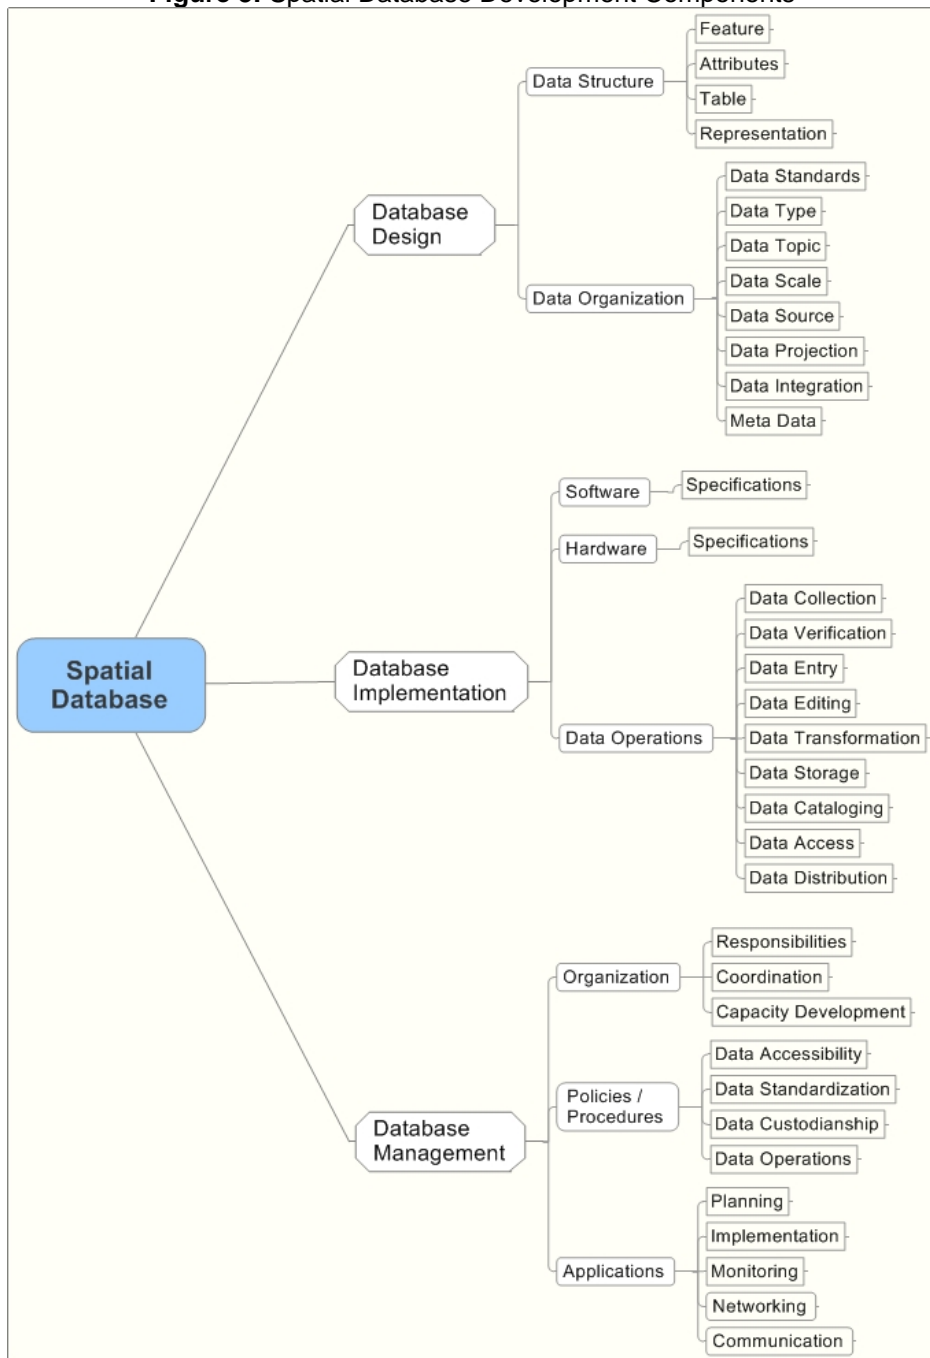 Figure 3. Spatial Database Development Components
Feature
Attributes
Data Structure
Table
Representation
Database
Design
Data Standards
Data Type
Data Topic
Data Scale
Data Organization
Data Source
Data Projection
Data Integration
Meta Data
Software
Specifications
Hardware
Specifications
Spatial
Database
Database
Implementation
Data Collection
Data Verification
Data Entry
Data Editing
Data Operations
Data Transformation
Data Storage
Data Cataloging
Data Access
Data Distribution
Database
Management
Organization
Responsibilities
Coordination
Capacity Development
Policies /
Procedures
Data Accessibility
Data Standardization
Data Custodianship
Data Operations
Applications
Planning
Implementation
Monitoring
Networking
Communication